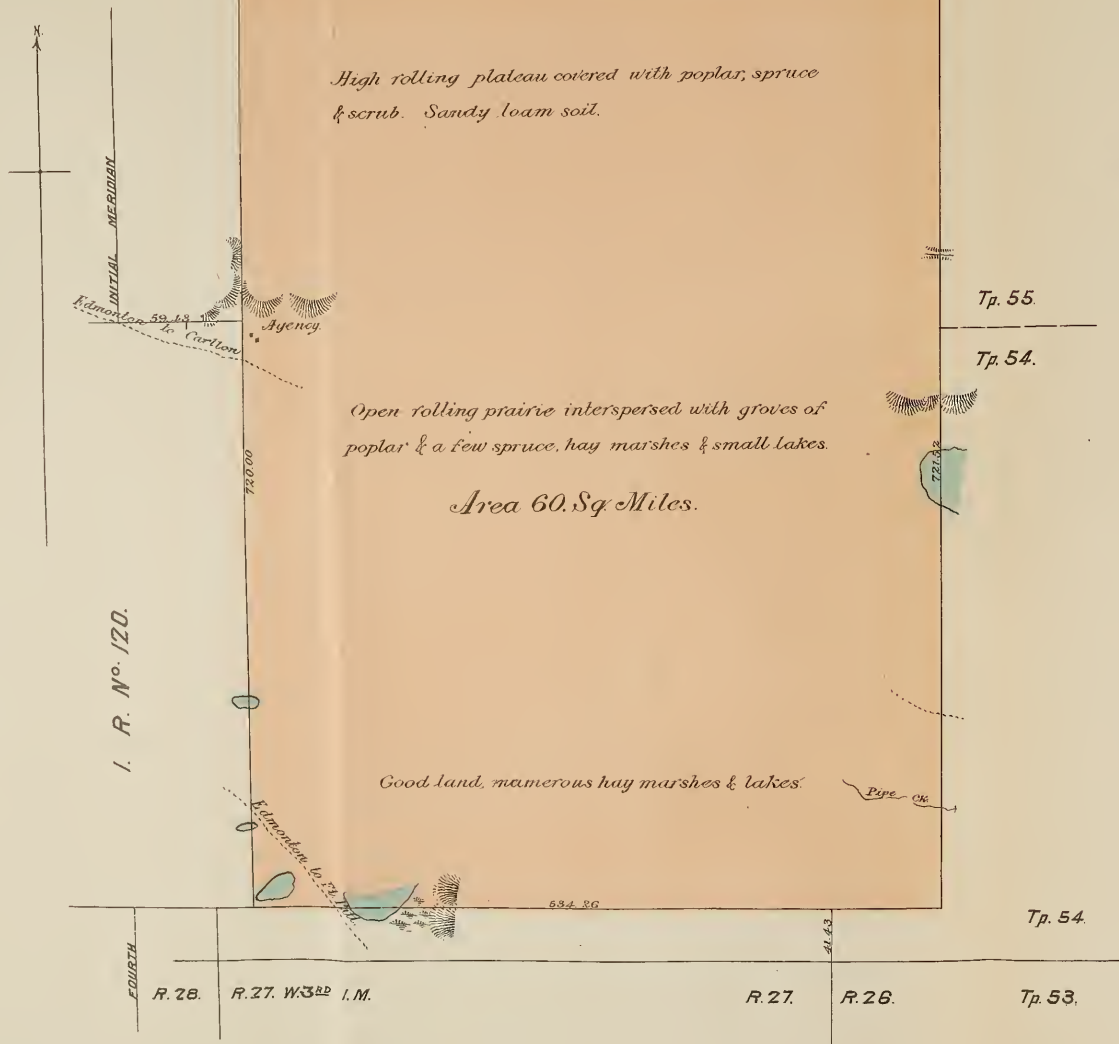 N.
High rolling plateau covered with poplar, spruce
& scrub. Sandy loam soil.
INITIAL MERIDIAN
Edmonton to Carlton
59.13
Agency.
Tp. 55.
Tp. 54.
Open rolling prairie interspersed with groves of
poplar & a few spruce, hay marshes & small lakes.
720.00
721.52
Area 60. Sq. Miles.
I. R. Nº 120.
Good land, numerous hay marshes & lakes.
Pipe Ck.
Edmonton to Ft. Pitt
534.26
41.43
Tp. 54.
FOURTH
R. 28.
R. 27. W. 3RD I. M.
R. 27.
R. 26.
Tp. 53.